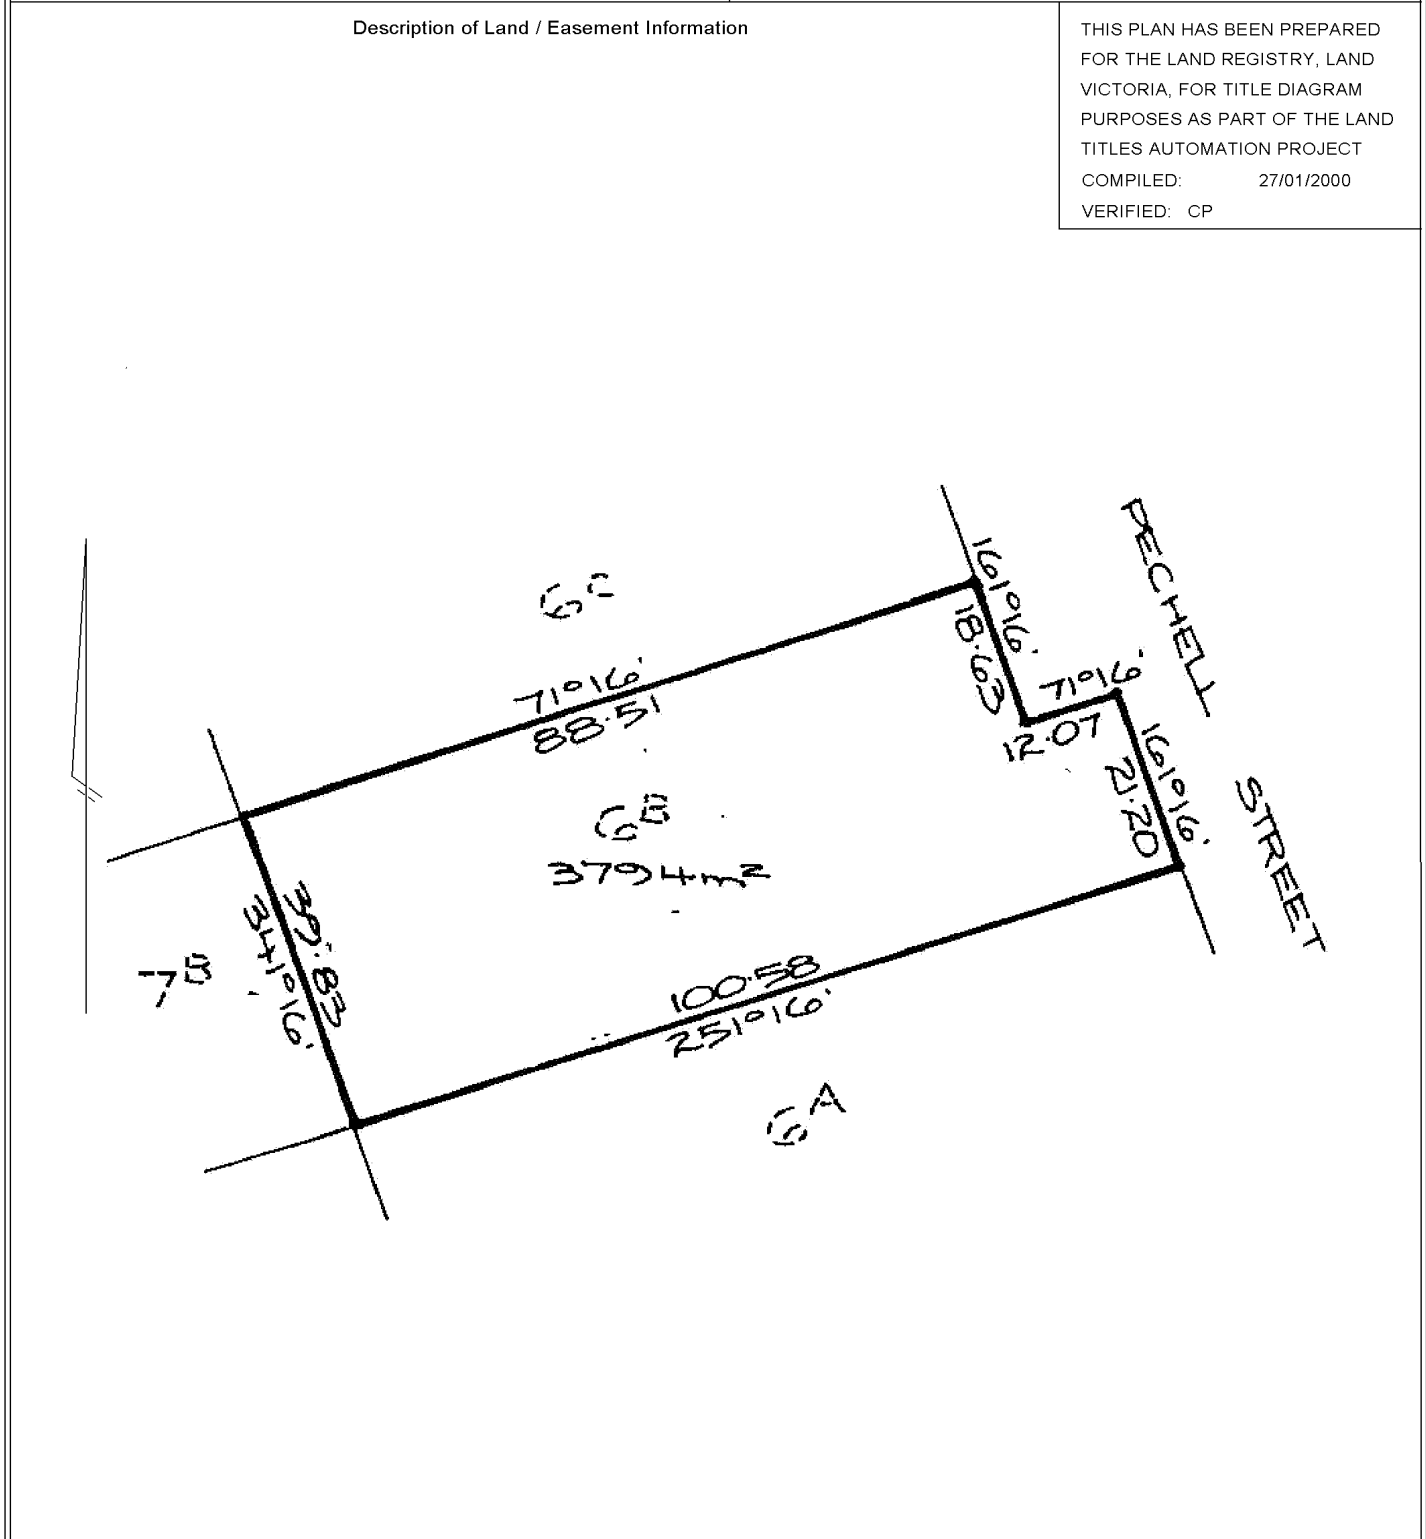 Description of Land / Easement Information
THIS PLAN HAS BEEN PREPARED
FOR THE LAND REGISTRY, LAND
VICTORIA, FOR TITLE DIAGRAM
PURPOSES AS PART OF THE LAND
TITLES AUTOMATION PROJECT
COMPILED: 27/01/2000
VERIFIED: CP
PECHELL
STREET
6C
161°16'
18·63
71°16'
88·51
71°16'
12·07
161°16'
21·20
6B
3794m²
39·83
341°16'
7B
100·58
251°16'
6A